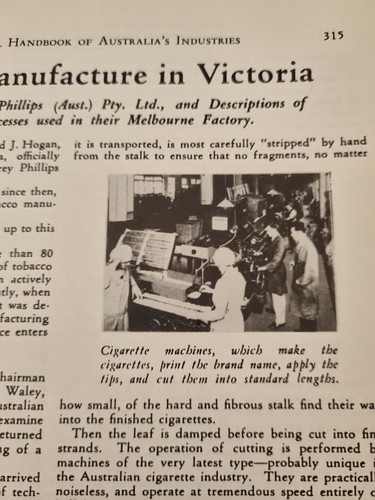 HANDBOOK OF AUSTRALIA'S INDUSTRIES 315
anufacture in Victoria
Phillips (Aust.) Pty. Ltd., and Descriptions of
cesses used in their Melbourne Factory.
d J. Hogan,
a, officially
rey Phillips
since then,
cco manu-
up to this
e than 80
of tobacco
n actively
tly, when
t was de-
facturing
ce enters
hairman
Waley,
ustralian
examine
eturned
ng of a
arrived
of tech-
it is transported, is most carefully "stripped" by hand
from the stalk to ensure that no fragments, no matter
Cigarette machines, which make the
cigarettes, print the brand name, apply the
tips, and cut them into standard lengths.
how small, of the hard and fibrous stalk find their wa
into the finished cigarettes.
Then the leaf is damped before being cut into fin
strands. The operation of cutting is performed b
machines of the very latest type—probably unique i
the Australian cigarette industry. They are practicall
noiseless, and operate at tremendous speed entirely